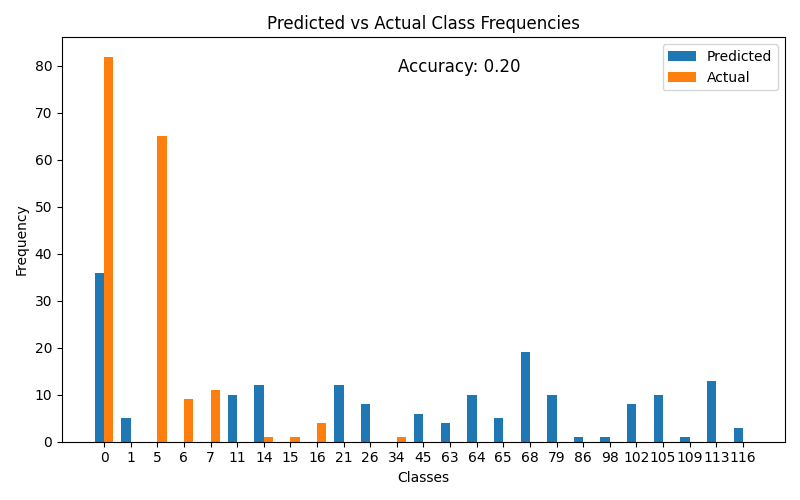 Predicted vs Actual Class Frequencies
Accuracy: 0.20
Predicted
Actual
Frequency
80
70
60
50
40
30
20
10
0
0 1 5 6 7 11 14 15 16 21 26 34 45 63 64 65 68 79 86 98 102 105 109 113 116
Classes